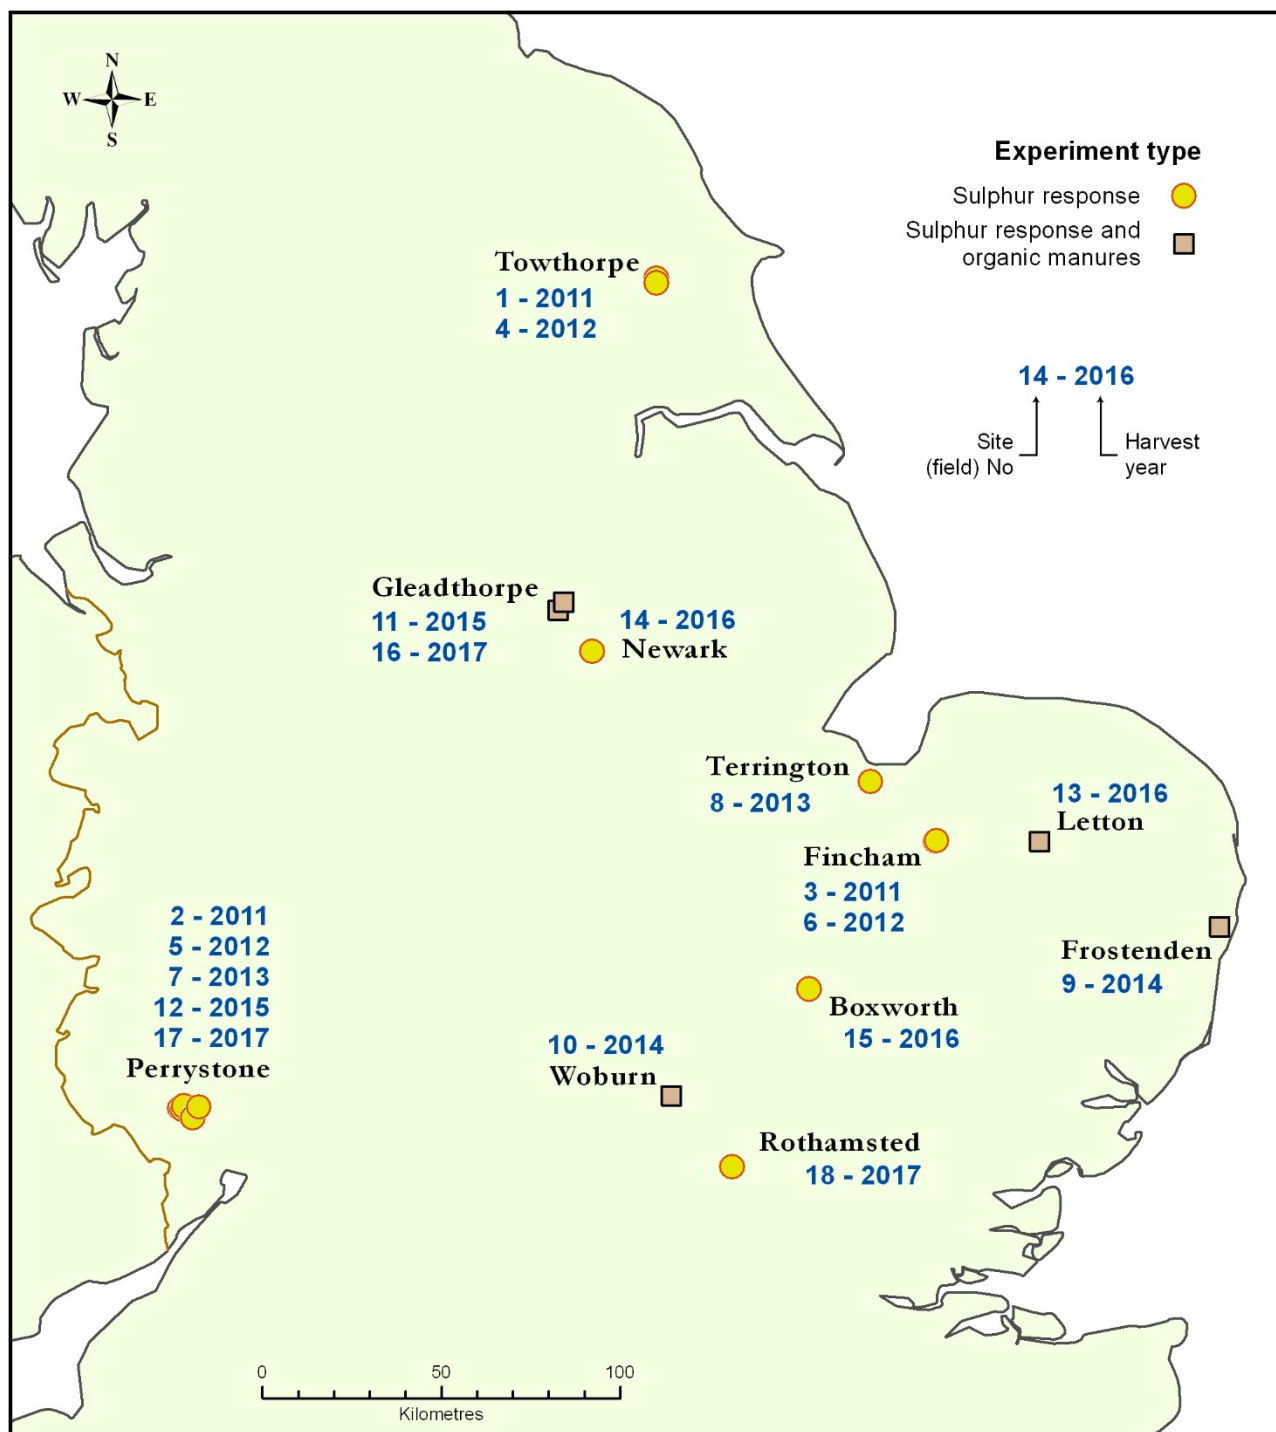 N
W E
S
Experiment type
Sulphur response
Sulphur response and
organic manures
14 - 2016
Site
(field) No
Harvest
year
Towthorpe
1 - 2011
4 - 2012
Gleadthorpe
11 - 2015
16 - 2017
14 - 2016
Newark
Terrington
8 - 2013
13 - 2016
Letton
Fincham
3 - 2011
6 - 2012
Frostenden
9 - 2014
2 - 2011
5 - 2012
7 - 2013
12 - 2015
17 - 2017
Perrystone
Boxworth
15 - 2016
10 - 2014
Woburn
Rothamsted
18 - 2017
0 50 100
Kilometres